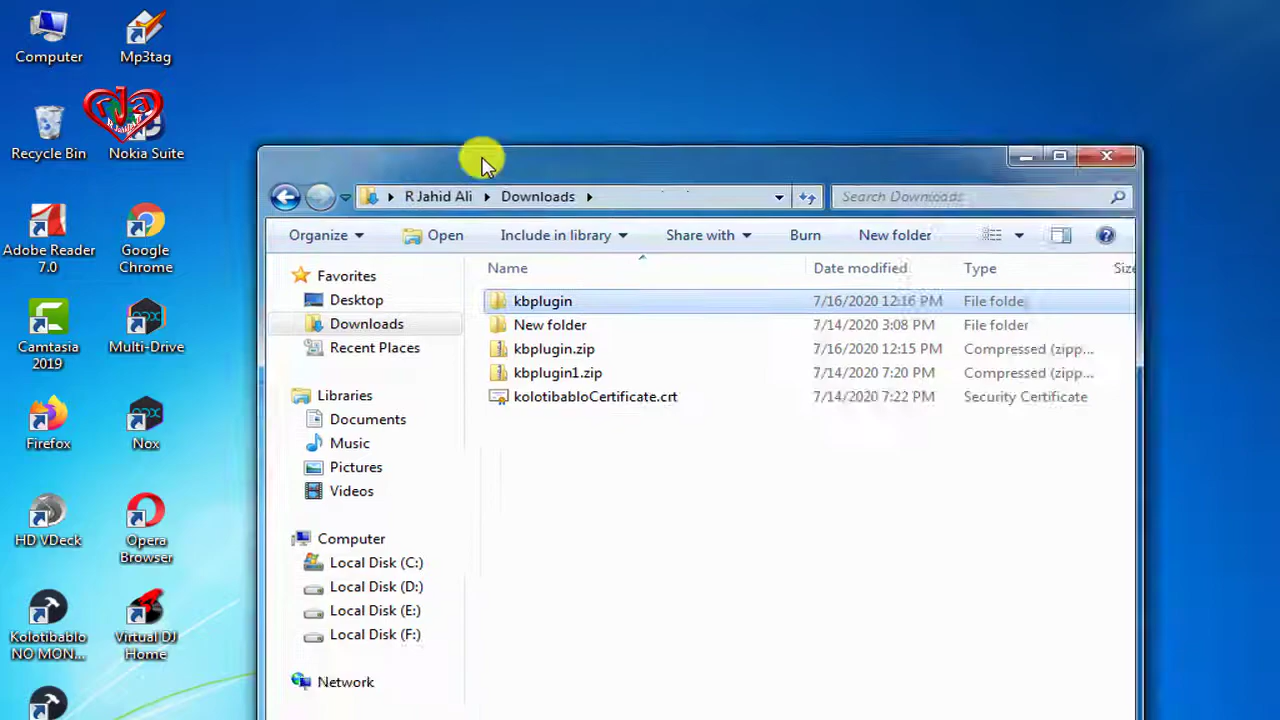 Computer
Mp3tag
Recycle Bin
Nokia Suite
Adobe Reader
7.0
Google
Chrome
Camtasia
2019
Multi-Drive
Firefox
Nox
HD VDeck
Opera
Browser
Kolotibablo
NO MON...
Virtual DJ
Home
R Jahid Ali
Downloads
Search Downloads
Organize
Open
Include in library
Share with
Burn
New folder
Name
Date modified
Type
Size
Favorites
Desktop
Downloads
Recent Places
Libraries
Documents
Music
Pictures
Videos
Computer
Local Disk (C:)
Local Disk (D:)
Local Disk (E:)
Local Disk (F:)
Network
kbplugin 7/16/2020 12:16 PM File folder
New folder 7/14/2020 3:08 PM File folder
kbplugin.zip 7/16/2020 12:15 PM Compressed (zipp...
kbplugin1.zip 7/14/2020 7:20 PM Compressed (zipp...
kolotibabloCertificate.crt 7/14/2020 7:22 PM Security Certificate